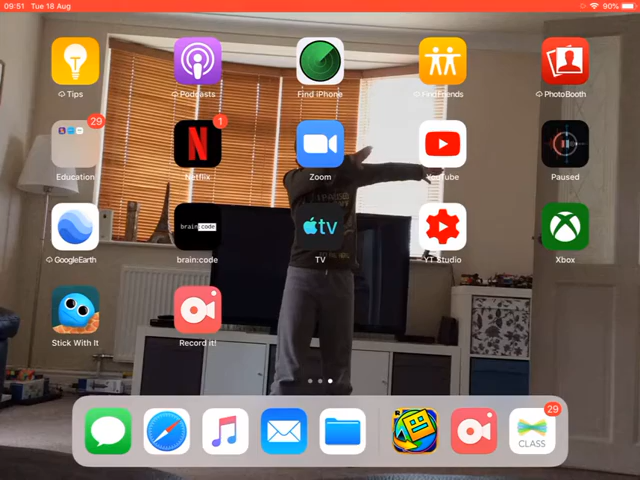 09:51 Tue 18 Aug 90%
Tips Podcasts Find iPhone FindFriends PhotoBooth
29 1
Education Netflix Zoom YouTube Paused
brain:code tv
GoogleEarth brain:code TV YT Studio Xbox
Stick With It Record it!
29
CLASS